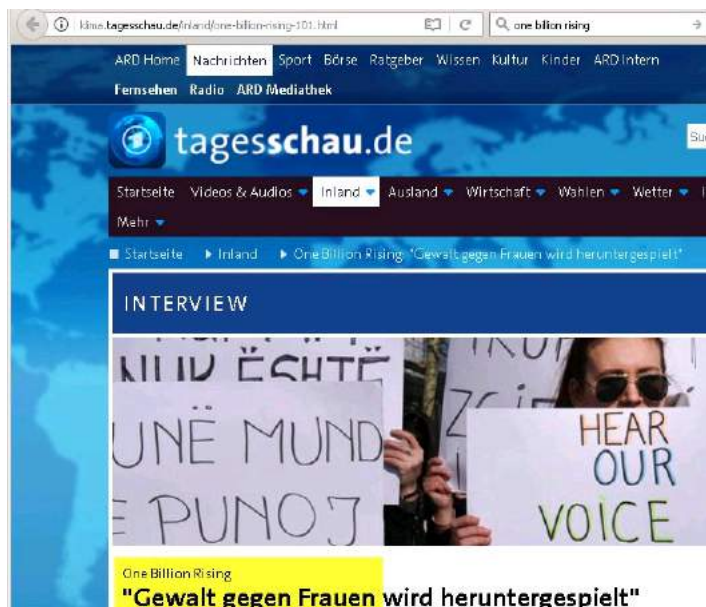 klima.tagesschau.de/inland/one-billion-rising-101.html one billion rising
ARD Home Nachrichten Sport Börse Ratgeber Wissen Kultur Kinder ARD Intern
Fernsehen Radio ARD Mediathek
tagesschau.de
Startseite Videos & Audios Inland Ausland Wirtschaft Wahlen Wetter
Mehr
Startseite Inland One Billion Rising: "Gewalt gegen Frauen wird heruntergespielt"
INTERVIEW
NUK ËSHTË
UNË MUND
PUNOJ
HEAR
OUR
VOICE
One Billion Rising
"Gewalt gegen Frauen wird heruntergespielt"